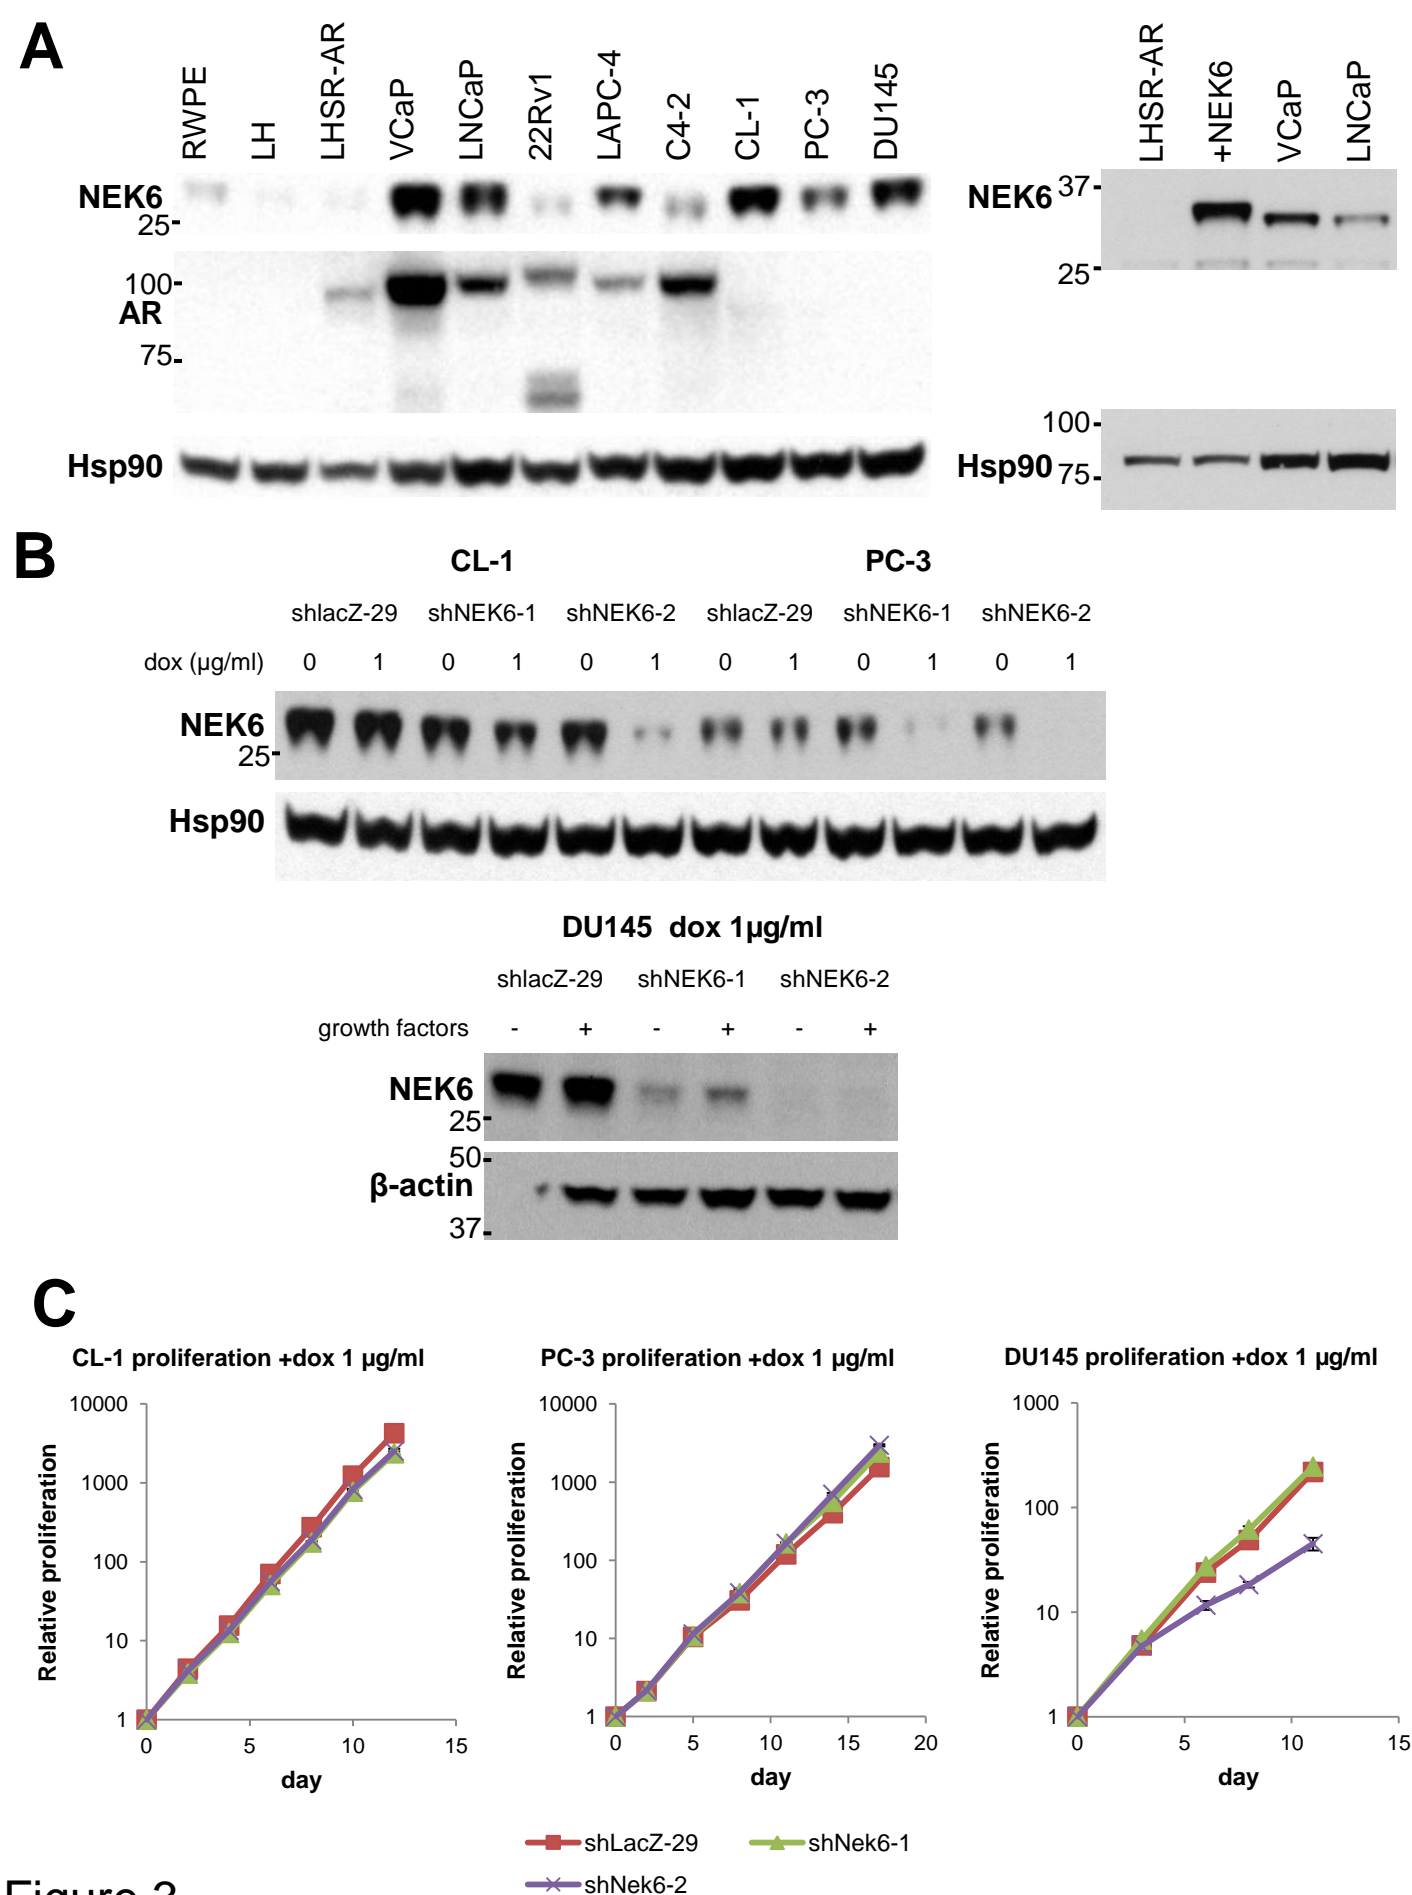 A
RWPE LH LHSR-AR VCaP LNCaP 22Rv1 LAPC-4 C4-2 CL-1 PC-3 DU145
LHSR-AR +NEK6 VCaP LNCaP
NEK6
25
100
AR
75
Hsp90
NEK6
37
25
100
Hsp90
75
B
CL-1 PC-3
shlacZ-29 shNEK6-1 shNEK6-2 shlacZ-29 shNEK6-1 shNEK6-2
dox (µg/ml) 0 1 0 1 0 1 0 1 0 1 0 1
NEK6
25
Hsp90
DU145 dox 1µg/ml
shlacZ-29 shNEK6-1 shNEK6-2
growth factors - + - + - +
NEK6
25
50
β-actin
37
C
CL-1 proliferation +dox 1 µg/ml
10000
1000
100
10
1
Relative proliferation
0 5 10 15
day
PC-3 proliferation +dox 1 µg/ml
10000
1000
100
10
1
Relative proliferation
0 5 10 15 20
day
DU145 proliferation +dox 1 µg/ml
1000
100
10
1
Relative proliferation
0 5 10 15
day
shLacZ-29 shNek6-1
shNek6-2